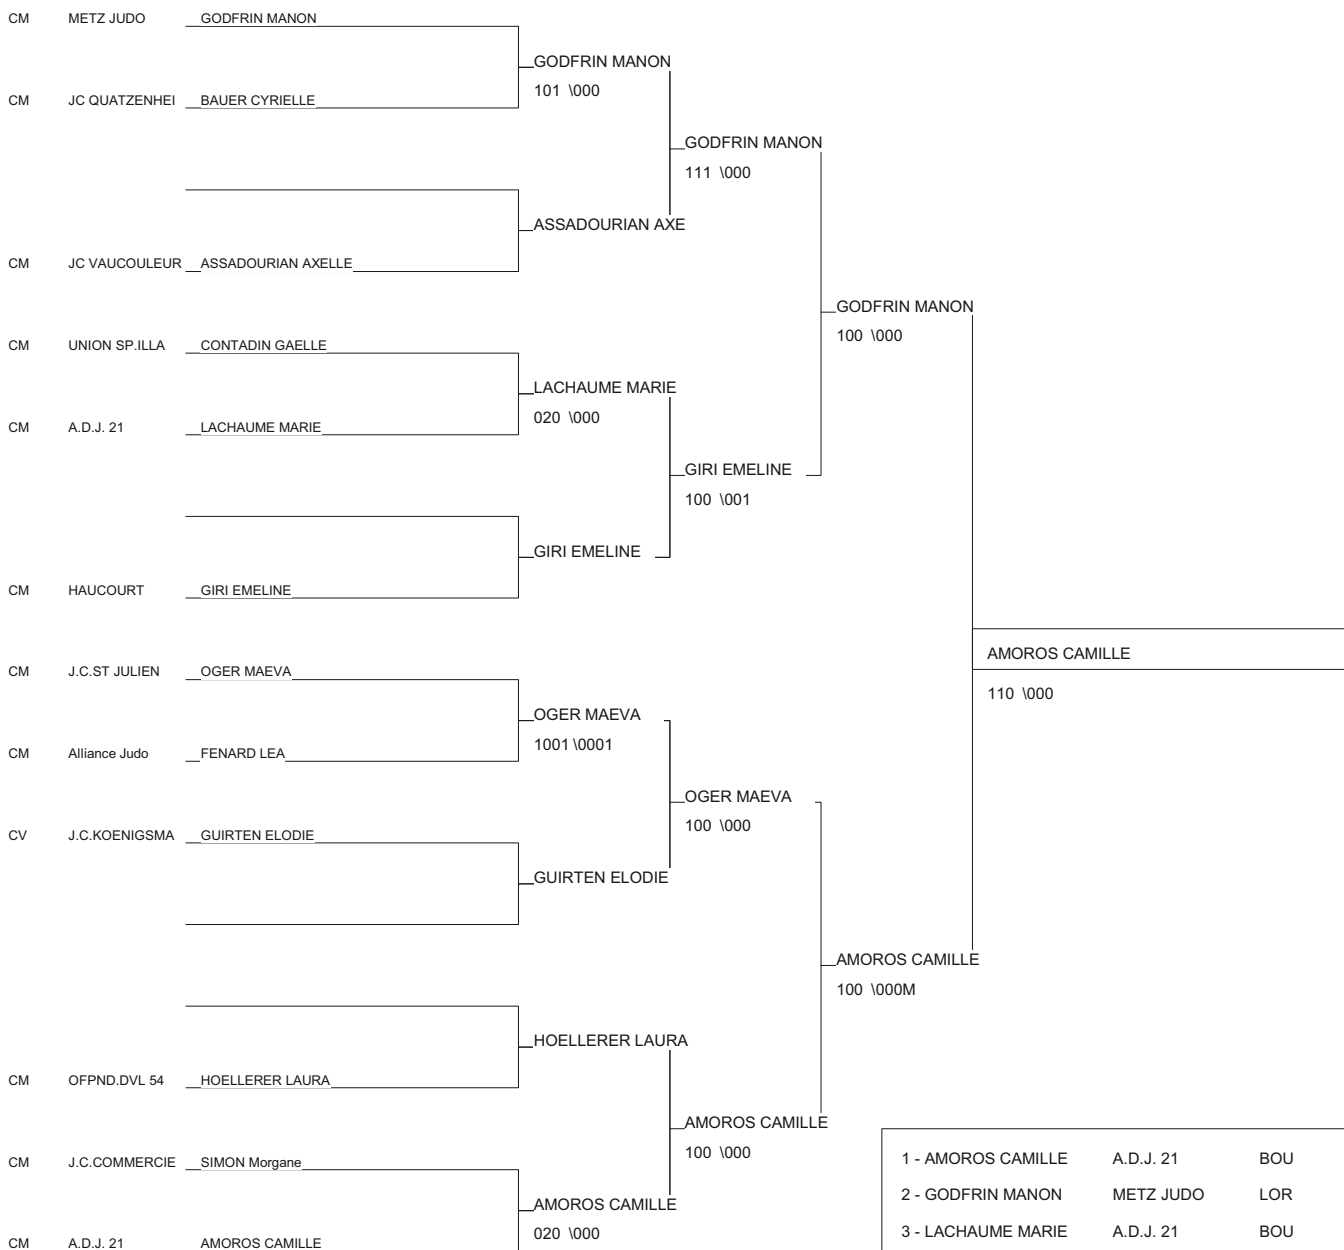 CM METZ JUDO GODFRIN MANON
GODFRIN MANON
101 \000
CM JC QUATZENHEI BAUER CYRIELLE
GODFRIN MANON
111 \000
ASSADOURIAN AXE
CM JC VAUCOULEUR ASSADOURIAN AXELLE
GODFRIN MANON
100 \000
CM UNION SP.ILLA CONTADIN GAELLE
LACHAUME MARIE
020 \000
CM A.D.J. 21 LACHAUME MARIE
GIRI EMELINE
100 \001
GIRI EMELINE
CM HAUCOURT GIRI EMELINE
AMOROS CAMILLE
110 \000
CM J.C.ST JULIEN OGER MAEVA
OGER MAEVA
1001 \0001
CM Alliance Judo FENARD LEA
OGER MAEVA
100 \000
CV J.C.KOENIGSMA GUIRTEN ELODIE
GUIRTEN ELODIE
AMOROS CAMILLE
100 \000M
HOELLERER LAURA
CM OFPND.DVL 54 HOELLERER LAURA
AMOROS CAMILLE
100 \000
CM J.C.COMMERCIE SIMON Morgane
AMOROS CAMILLE
020 \000
CM A.D.J. 21 AMOROS CAMILLE
1 - AMOROS CAMILLE A.D.J. 21 BOU
2 - GODFRIN MANON METZ JUDO LOR
3 - LACHAUME MARIE A.D.J. 21 BOU